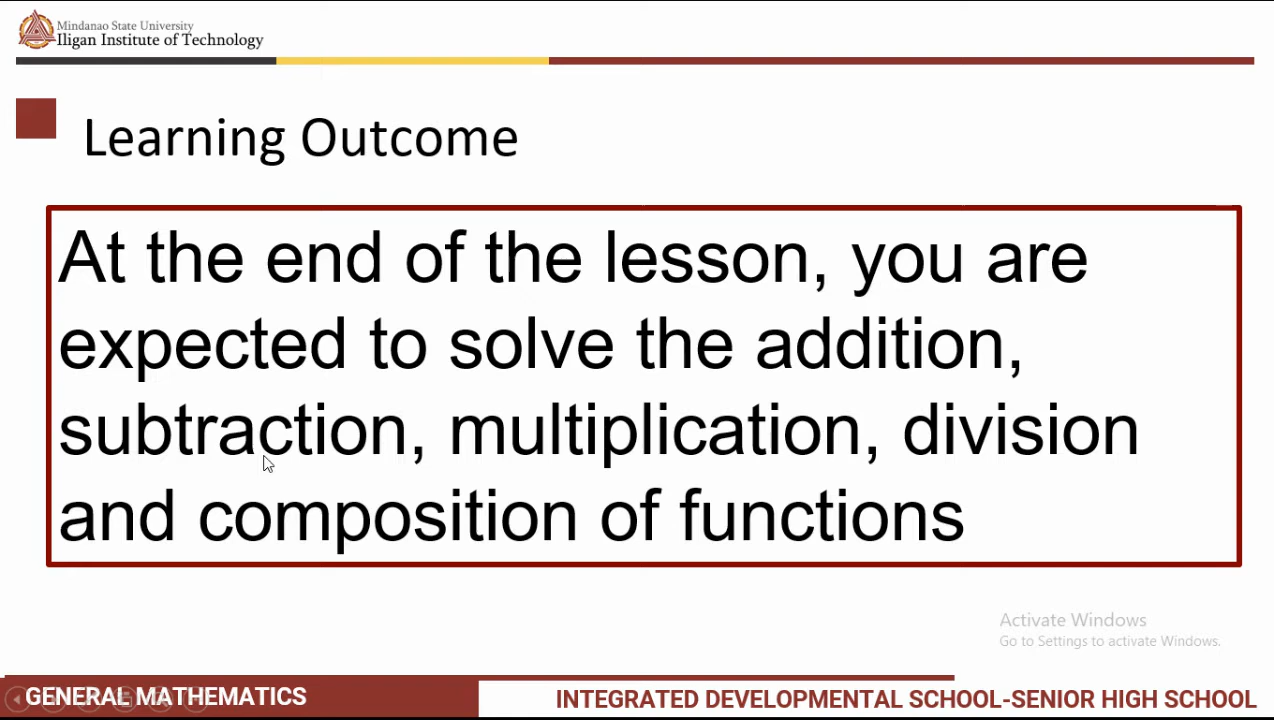 Mindanao State University
Iligan Institute of Technology
Learning Outcome
At the end of the lesson, you are
expected to solve the addition,
subtraction, multiplication, division
and composition of functions
Activate Windows
Go to Settings to activate Windows.
GENERAL MATHEMATICS
INTEGRATED DEVELOPMENTAL SCHOOL-SENIOR HIGH SCHOOL